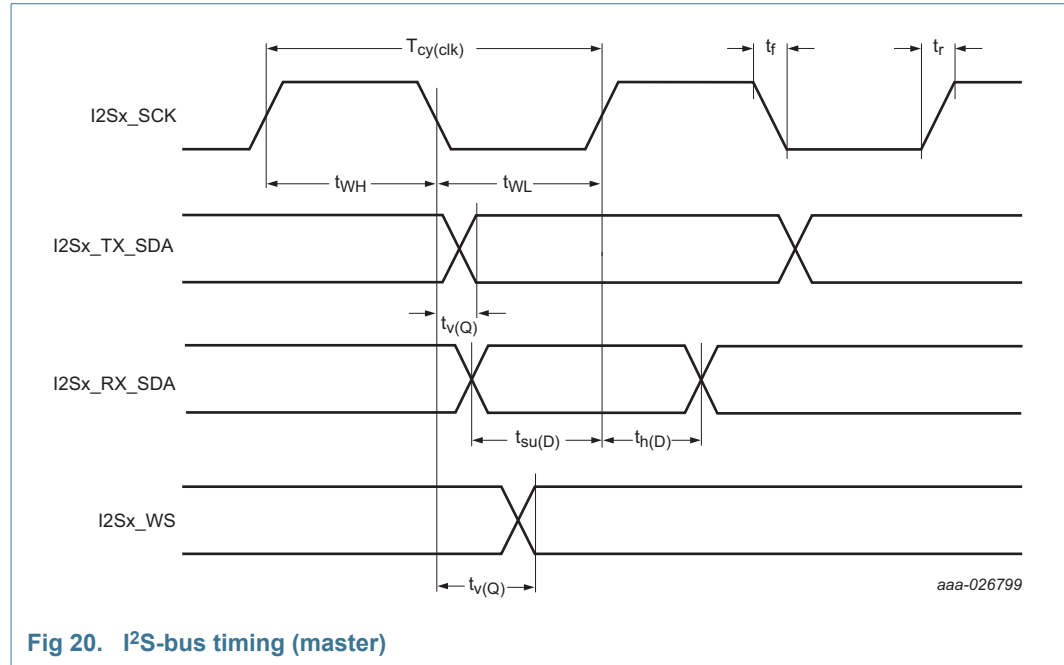 T_cy(clk) t_f t_r
I2Sx_SCK
t_WH t_WL
I2Sx_TX_SDA
t_v(Q)
I2Sx_RX_SDA
t_su(D) t_h(D)
I2Sx_WS
t_v(Q)
aaa-026799
Fig 20. I²S-bus timing (master)